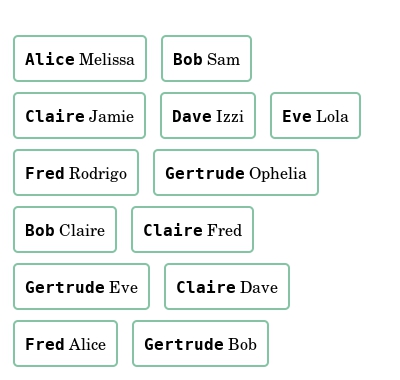 Alice Melissa Bob Sam
Claire Jamie Dave Izzi Eve Lola
Fred Rodrigo Gertrude Ophelia
Bob Claire Claire Fred
Gertrude Eve Claire Dave
Fred Alice Gertrude Bob